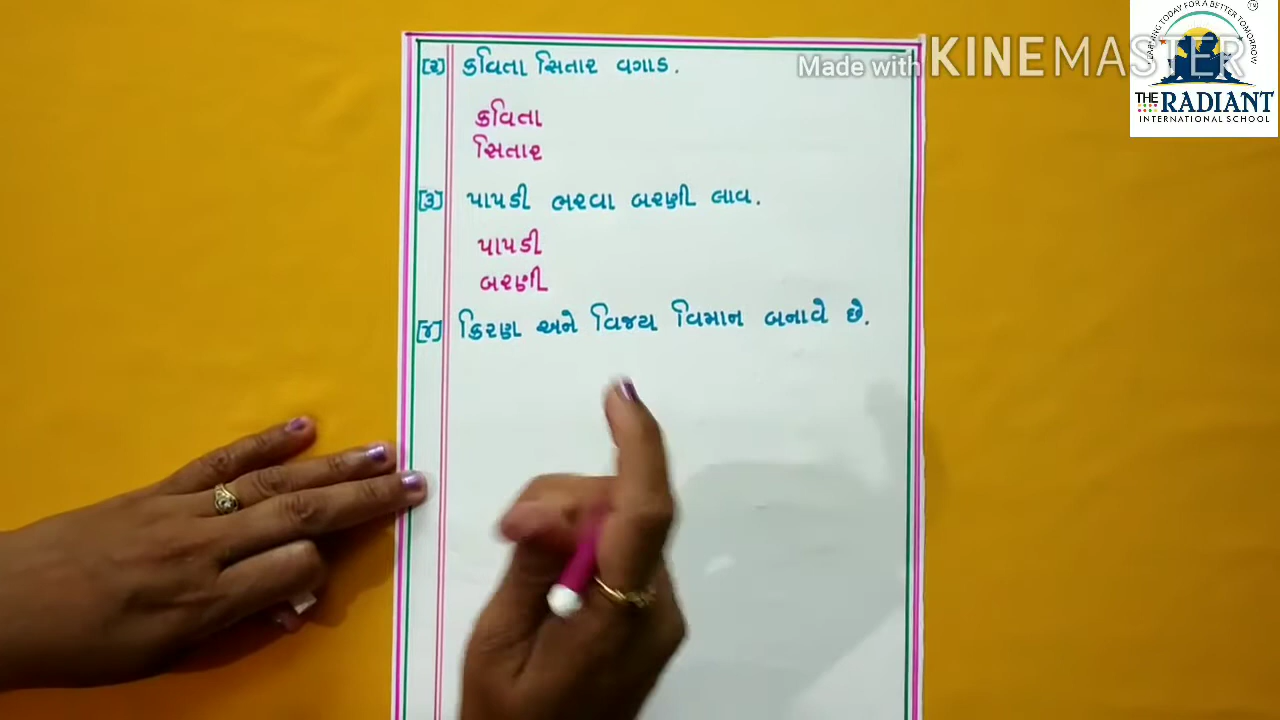 [૨] કવિતા સિતાર વગાડ.
કવિતા
સિતાર
[૩] પાપડી ભરવા બરણી લાવ.
પાપડી
બરણી
[૪] કિરણ અને વિજય વિમાન બનાવે છે.
Made with KINEMASTER
THE RADIANT
INTERNATIONAL SCHOOL